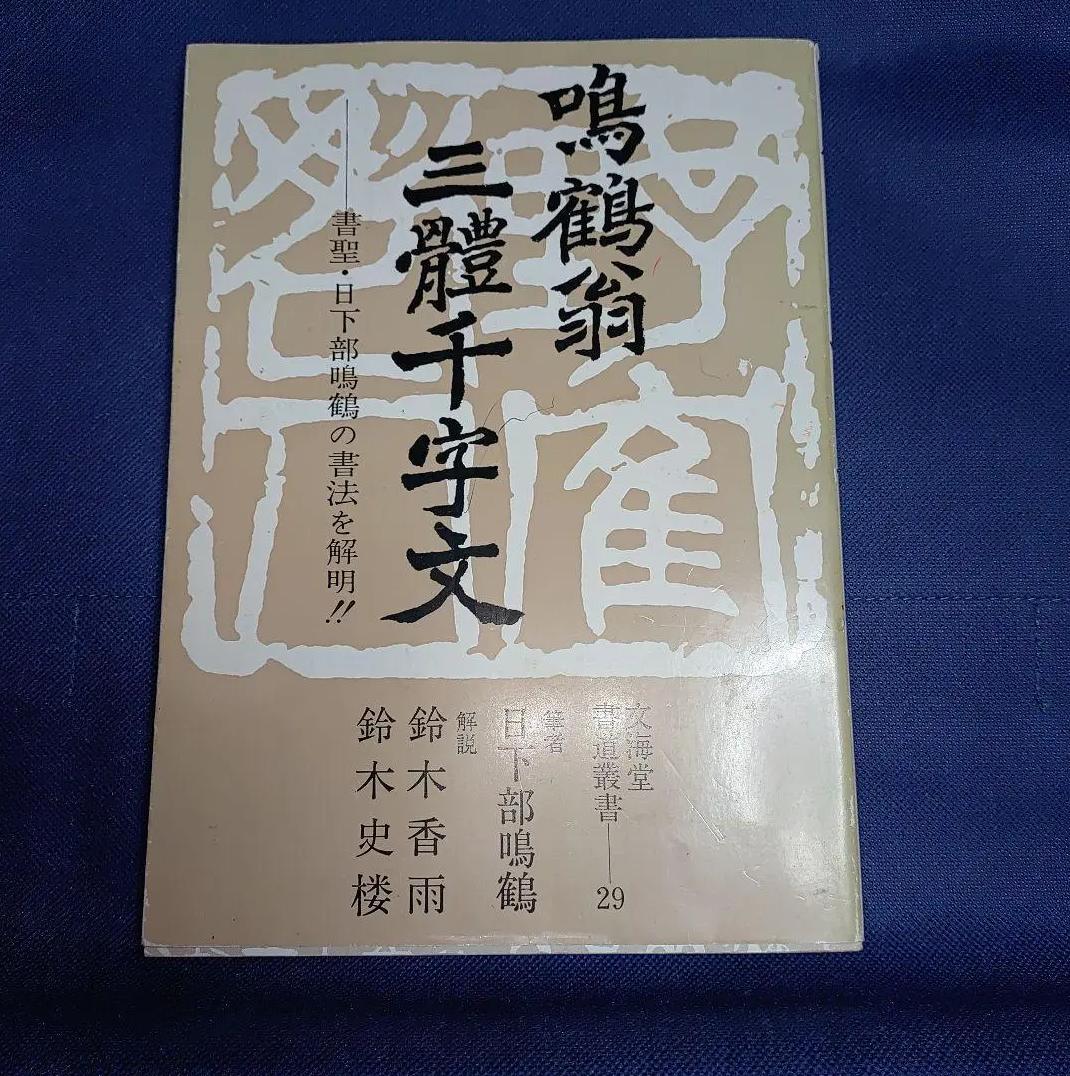 鳴鶴翁
三體千字文
――書聖・日下部鳴鶴の書法を解明!!
文海堂
書道叢書――29
筆者
日下部鳴鶴
解説
鈴木香雨
鈴木史楼